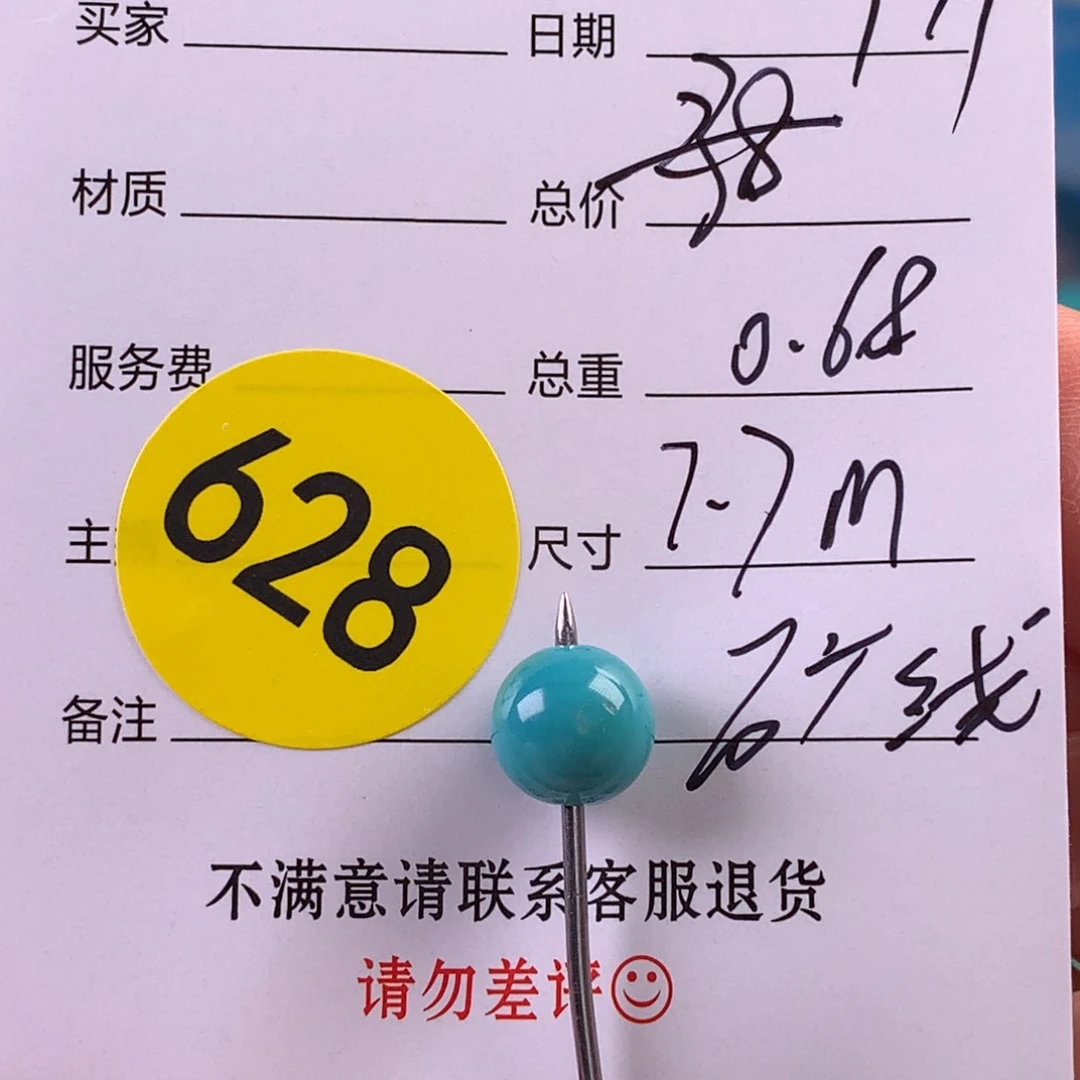 买家 日期
38
材质 总价
服务费 总重 0.68
628
主 尺寸 7.7m
备注 线
不满意请联系客服退货
请勿差评